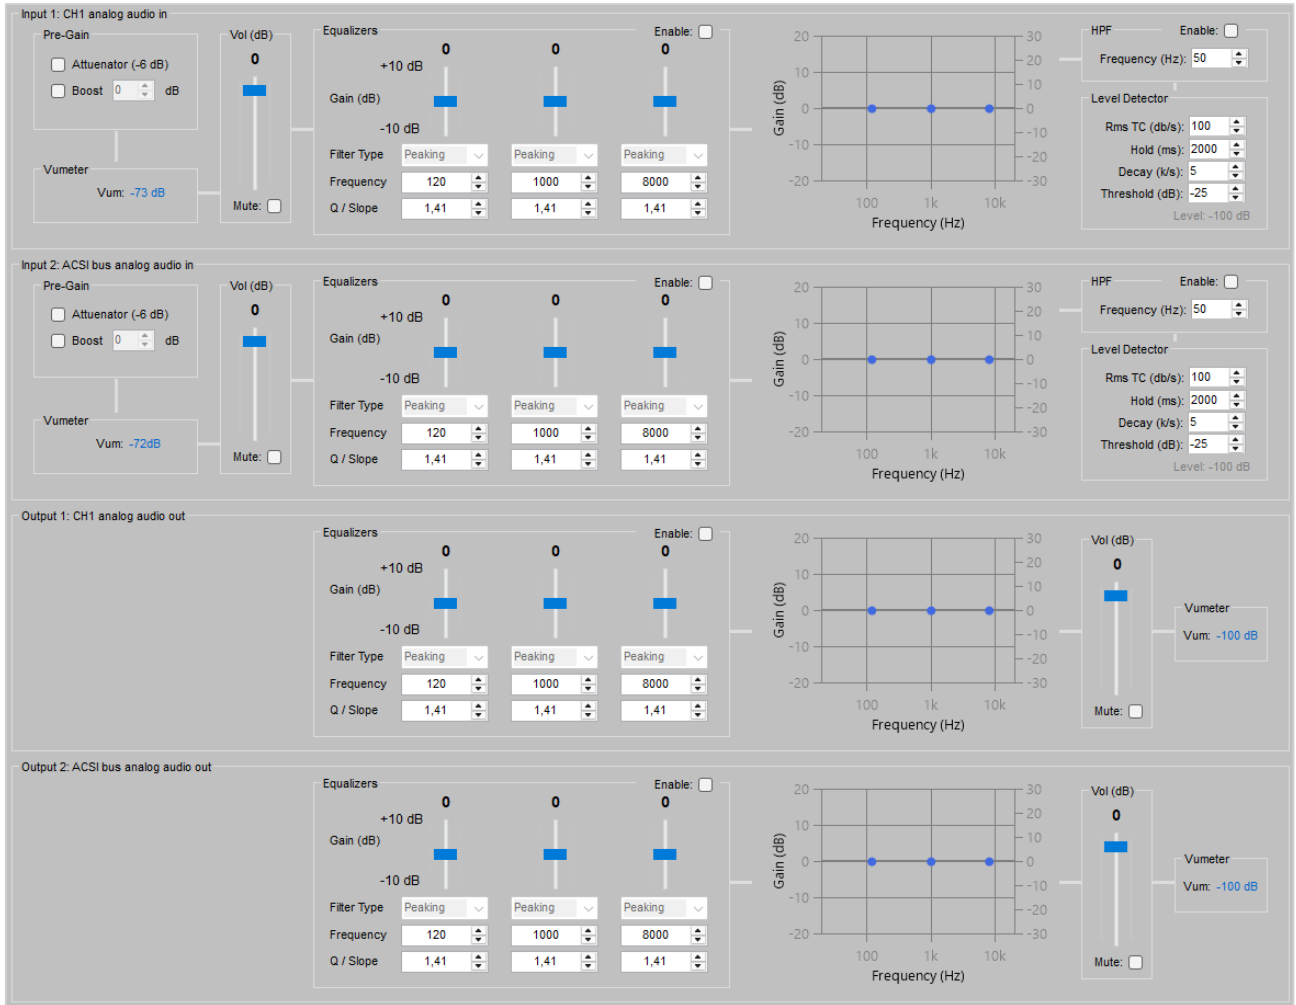 Input 1: CH1 analog audio in
Pre-Gain
Attuenator (-6 dB)
Boost 0 dB
Vumeter
Vum: -73 dB
Vol (dB)
0
Mute:
Equalizers Enable:
0 0 0
+10 dB
Gain (dB)
-10 dB
Filter Type Peaking Peaking Peaking
Frequency 120 1000 8000
Q / Slope 1,41 1,41 1,41
20 30
20
10 10
Gain (dB) 0 0
-10 -10
-20
-20 -30
100 1k 10k
Frequency (Hz)
HPF Enable:
Frequency (Hz): 50
Level Detector
Rms TC (db/s): 100
Hold (ms): 2000
Decay (k/s): 5
Threshold (dB): -25
Level: -100 dB
Input 2: ACSI bus analog audio in
Pre-Gain
Attuenator (-6 dB)
Boost 0 dB
Vumeter
Vum: -72dB
Vol (dB)
0
Mute:
Equalizers Enable:
0 0 0
+10 dB
Gain (dB)
-10 dB
Filter Type Peaking Peaking Peaking
Frequency 120 1000 8000
Q / Slope 1,41 1,41 1,41
20 30
20
10 10
Gain (dB) 0 0
-10 -10
-20
-20 -30
100 1k 10k
Frequency (Hz)
HPF Enable:
Frequency (Hz): 50
Level Detector
Rms TC (db/s): 100
Hold (ms): 2000
Decay (k/s): 5
Threshold (dB): -25
Level: -100 dB
Output 1: CH1 analog audio out
Equalizers Enable:
0 0 0
+10 dB
Gain (dB)
-10 dB
Filter Type Peaking Peaking Peaking
Frequency 120 1000 8000
Q / Slope 1,41 1,41 1,41
20 30
20
10 10
Gain (dB) 0 0
-10 -10
-20
-20 -30
100 1k 10k
Frequency (Hz)
Vol (dB)
0
Mute:
Vumeter
Vum: -100 dB
Output 2: ACSI bus analog audio out
Equalizers Enable:
0 0 0
+10 dB
Gain (dB)
-10 dB
Filter Type Peaking Peaking Peaking
Frequency 120 1000 8000
Q / Slope 1,41 1,41 1,41
20 30
20
10 10
Gain (dB) 0 0
-10 -10
-20
-20 -30
100 1k 10k
Frequency (Hz)
Vol (dB)
0
Mute:
Vumeter
Vum: -100 dB